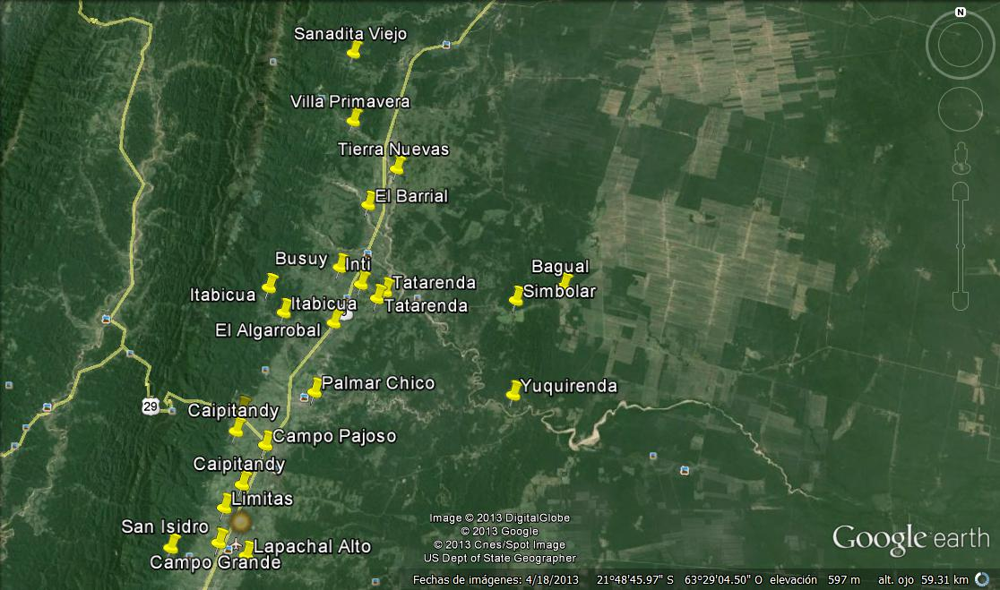 N
Sanadita Viejo
Villa Primavera
Tierra Nuevas
El Barrial
Busuy
Inti
Bagual
Itabicua
Tatarenda
Simbolar
Itabicua
Tatarenda
El Algarrobal
Palmar Chico
Yuquirenda
29
Caipitandy
Campo Pajoso
Caipitandy
Limitas
San Isidro
Lapachal Alto
Campo Grande
Image © 2013 DigitalGlobe
© 2013 Google
© 2013 Cnes/Spot Image
US Dept of State Geographer
Google earth
Fechas de imágenes: 4/18/2013 21°48'45.97" S 63°29'04.50" O elevación 597 m alt. ojo 59.31 km